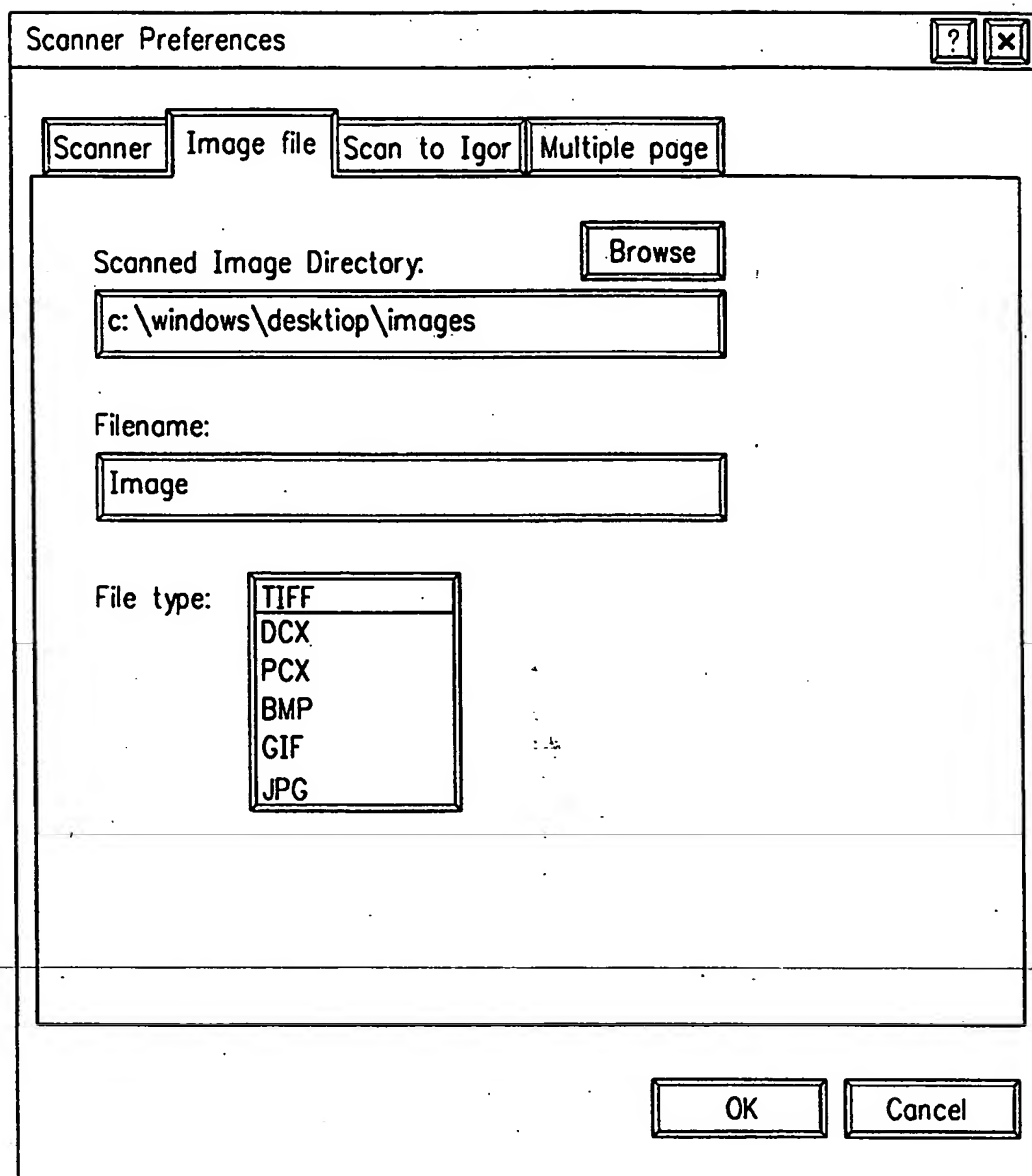 Scanner Preferences ? ×
Scanner Image file Scan to Igor Multiple page
Browse
Scanned Image Directory:
c: \windows\desktiop\images
Filename:
Image
File type:
TIFF
DCX
PCX
BMP
GIF
JPG
OK Cancel